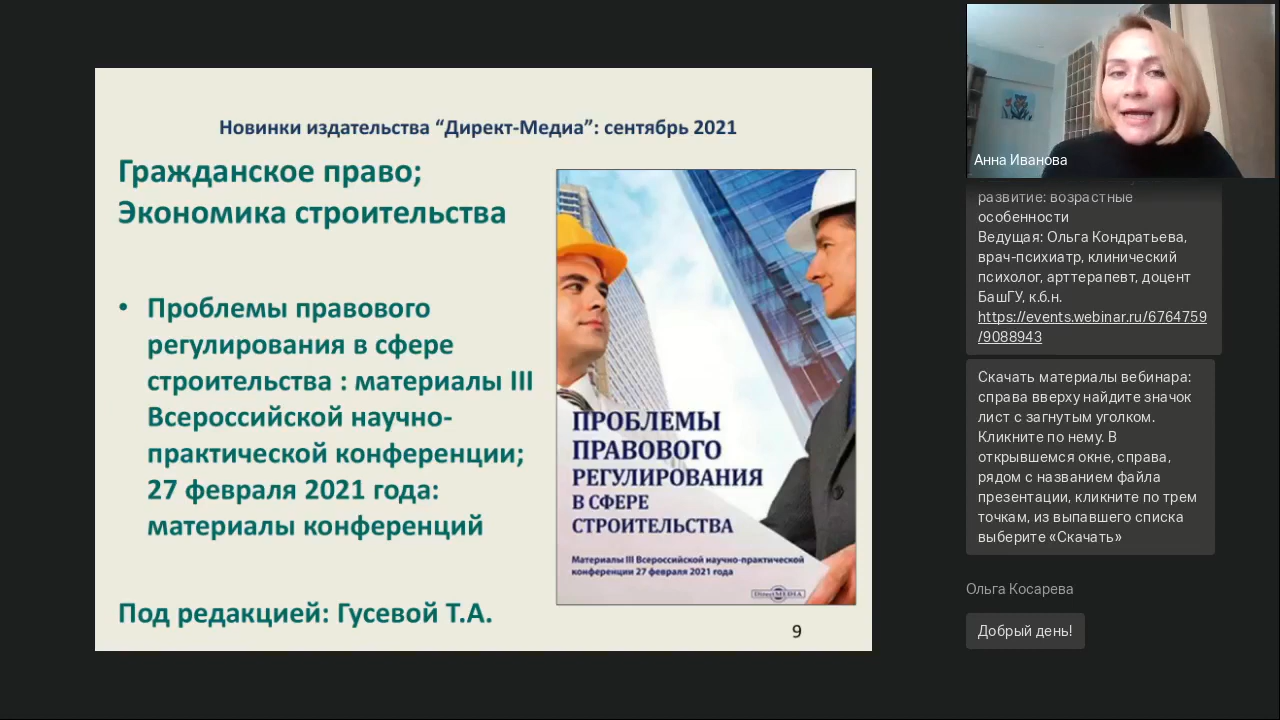 Новинки издательства “Директ-Медиа”: сентябрь 2021
Гражданское право;
Экономика строительства
• Проблемы правового
регулирования в сфере
строительства : материалы III
Всероссийской научно-
практической конференции;
27 февраля 2021 года:
материалы конференций
Под редакцией: Гусевой Т.А.
ПРОБЛЕМЫ
ПРАВОВОГО
РЕГУЛИРОВАНИЯ
В СФЕРЕ
СТРОИТЕЛЬСТВА
Материалы III Всероссийской научно-практической
конференции 27 февраля 2021 года
DirectMEDIA
9
Анна Иванова
развитие: возрастные
особенности
Ведущая: Ольга Кондратьева,
врач-психиатр, клинический
психолог, арттерапевт, доцент
БашГУ, к.б.н.
https://events.webinar.ru/6764759
/9088943
Скачать материалы вебинара:
справа вверху найдите значок
лист с загнутым уголком.
Кликните по нему. В
открывшемся окне, справа,
рядом с названием файла
презентации, кликните по трем
точкам, из выпавшего списка
выберите «Скачать»
Ольга Косарева
Добрый день!